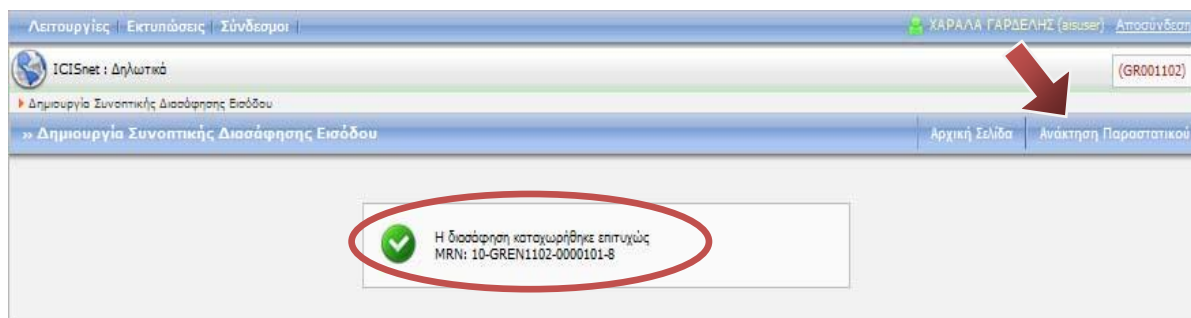 Λειτουργίες | Εκτυπώσεις | Σύνδεσμοι |
ΧΑΡΑΛΑ ΓΑΡΔΕΛΗΣ (aisuser) Αποσύνδεση
ICISnet : Δηλωτικά
(GR001102)
Δημιουργία Συνοπτικής Διασάφησης Εισόδου
» Δημιουργία Συνοπτικής Διασάφησης Εισόδου
Αρχική Σελίδα | Ανάκτηση Παραστατικού
Η διασάφηση καταχωρήθηκε επιτυχώς
MRN: 10-GREN1102-0000101-8